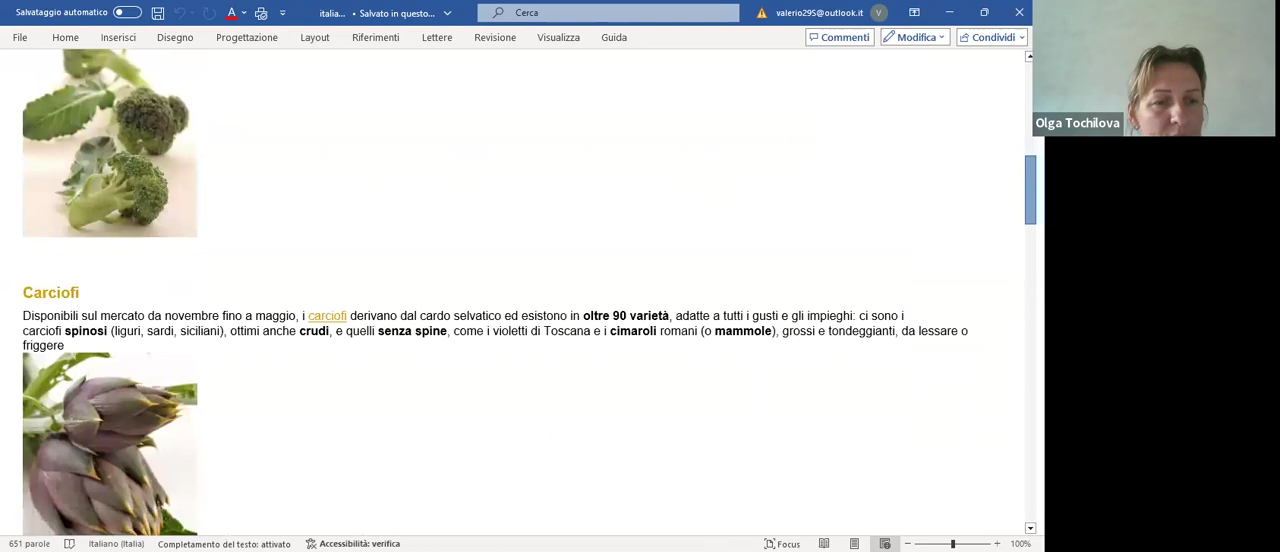 Salvataggio automatico
italia... • Salvato in questo...
Cerca
valerio295@outlook.it
V
File Home Inserisci Disegno Progettazione Layout Riferimenti Lettere Revisione Visualizza Guida
Commenti Modifica Condividi
Olga Tochilova
Carciofi
Disponibili sul mercato da novembre fino a maggio, i carciofi derivano dal cardo selvatico ed esistono in oltre 90 varietà, adatte a tutti i gusti e gli impieghi: ci sono i
carciofi spinosi (liguri, sardi, siciliani), ottimi anche crudi, e quelli senza spine, come i violetti di Toscana e i cimaroli romani (o mammole), grossi e tondeggianti, da lessare o
friggere
651 parole Italiano (Italia) Completamento del testo: attivato Accessibilità: verifica Focus 100%